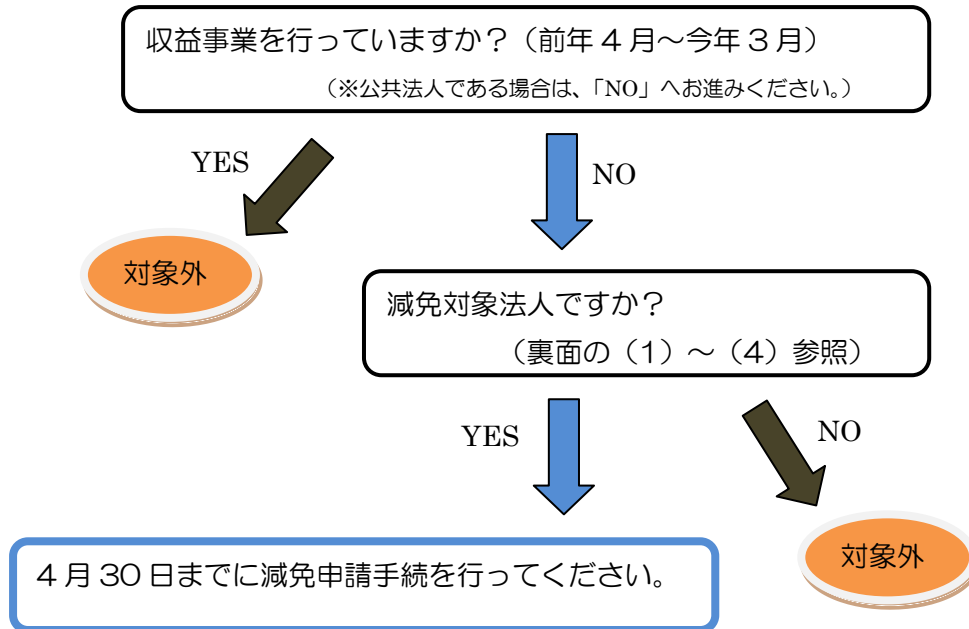 収益事業を行っていますか？（前年４月～今年３月）
（※公共法人である場合は、「NO」へお進みください。）
YES
NO
対象外
減免対象法人ですか？
（裏面の（１）～（４）参照）
YES
NO
４月30日までに減免申請手続を行ってください。
対象外